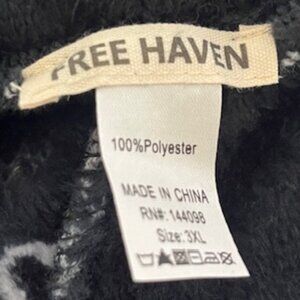 FREE HAVEN
100%Polyester
MADE IN CHINA
RN#: 144098
Size: 3XL